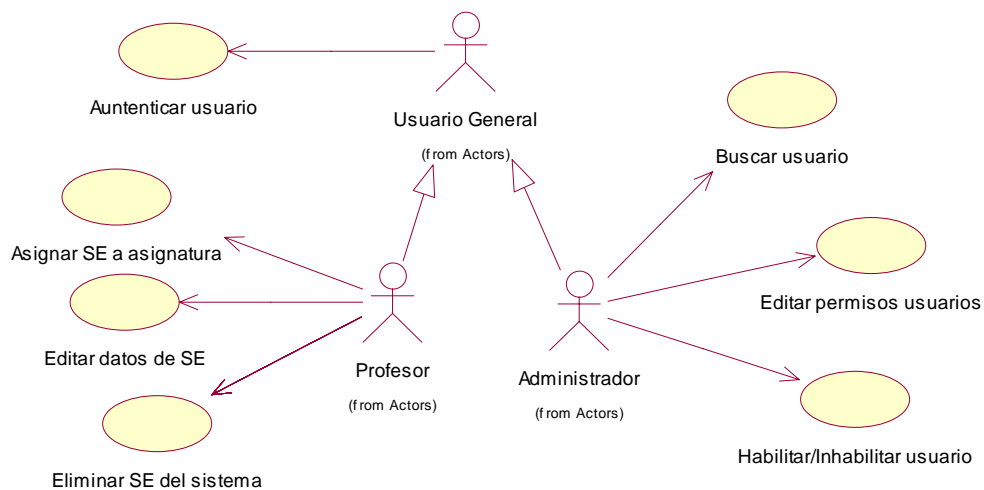 Auntenticar usuario
Usuario General
(from Actors)
Buscar usuario
Asignar SE a asignatura
Editar permisos usuarios
Editar datos de SE
Profesor
(from Actors)
Administrador
(from Actors)
Habilitar/Inhabilitar usuario
Eliminar SE del sistema